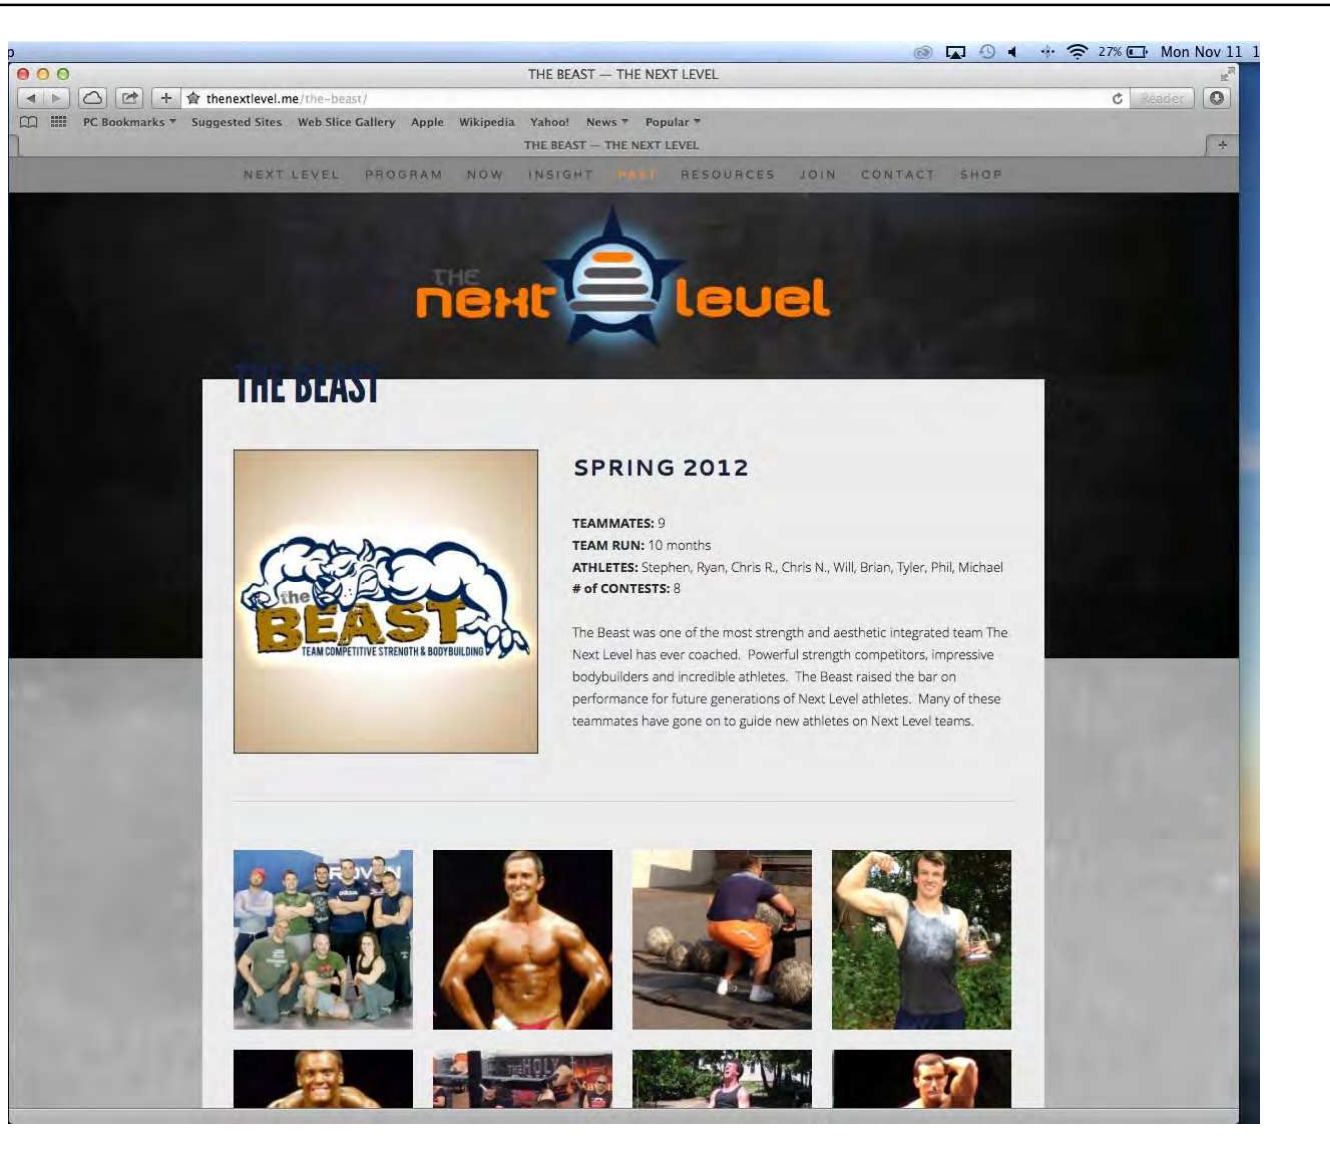 p
27%
Mon Nov 11 1
THE BEAST — THE NEXT LEVEL
thenextlevel.me/the-beast/
Reader
PC Bookmarks Suggested Sites Web Slice Gallery Apple Wikipedia Yahoo! News Popular
THE BEAST — THE NEXT LEVEL
NEXT LEVEL PROGRAM NOW INSIGHT PAST RESOURCES JOIN CONTACT SHOP
THE
next level
THE BEAST
SPRING 2012
TEAMMATES: 9
TEAM RUN: 10 months
ATHLETES: Stephen, Ryan, Chris R., Chris N., Will, Brian, Tyler, Phil, Michael
# of CONTESTS: 8
the
BEAST
TEAM COMPETITIVE STRENGTH & BODYBUILDING
The Beast was one of the most strength and aesthetic integrated team The
Next Level has ever coached. Powerful strength competitors, impressive
bodybuilders and incredible athletes. The Beast raised the bar on
performance for future generations of Next Level athletes. Many of these
teammates have gone on to guide new athletes on Next Level teams.
THE HOLY